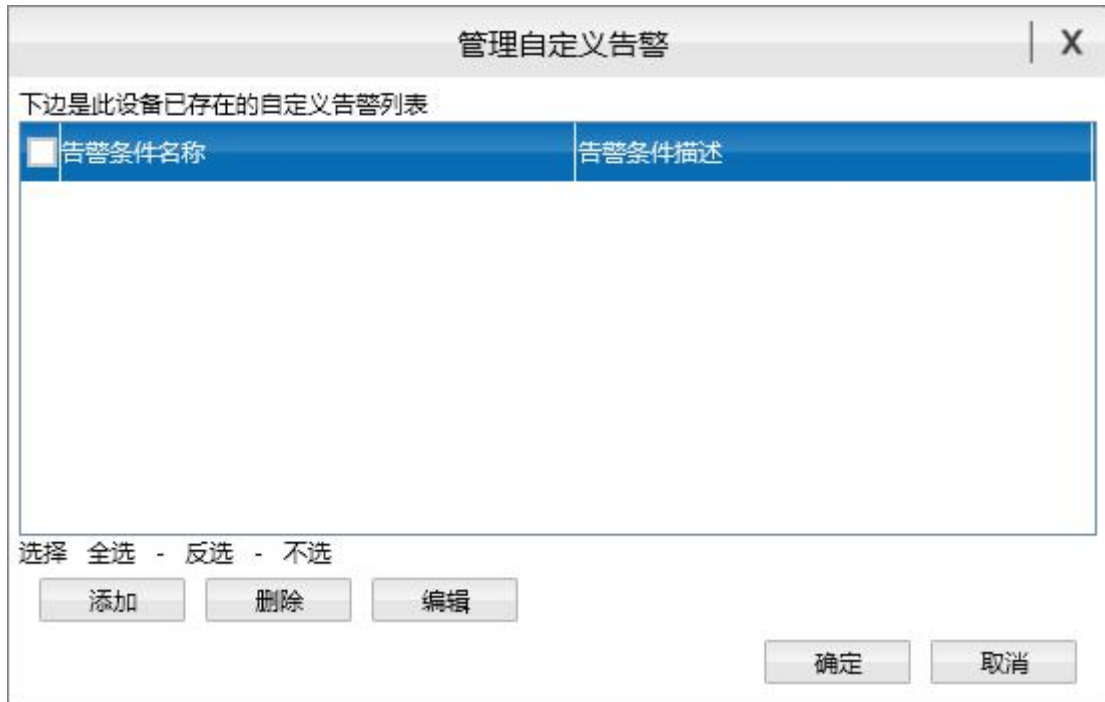 管理自定义告警 X
下边是此设备已存在的自定义告警列表
告警条件名称 告警条件描述
选择 全选 - 反选 - 不选
添加 删除 编辑
确定 取消